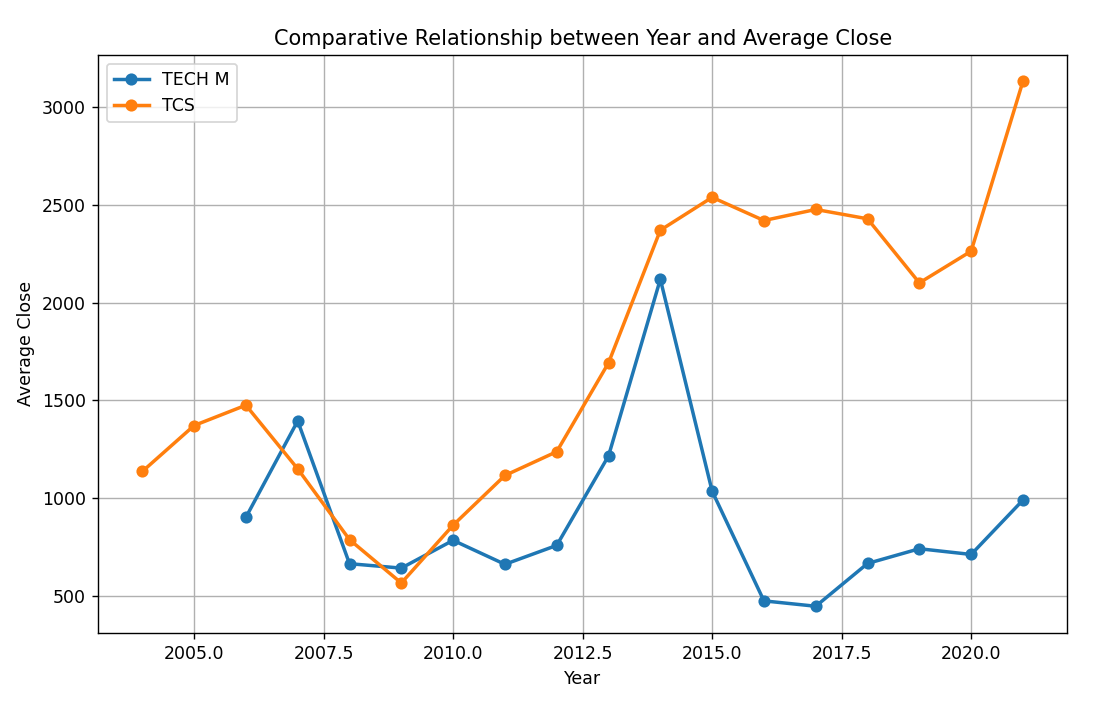 Comparative Relationship between Year and Average Close
TECH M
TCS
Average Close
3000
2500
2000
1500
1000
500
2005.0 2007.5 2010.0 2012.5 2015.0 2017.5 2020.0
Year